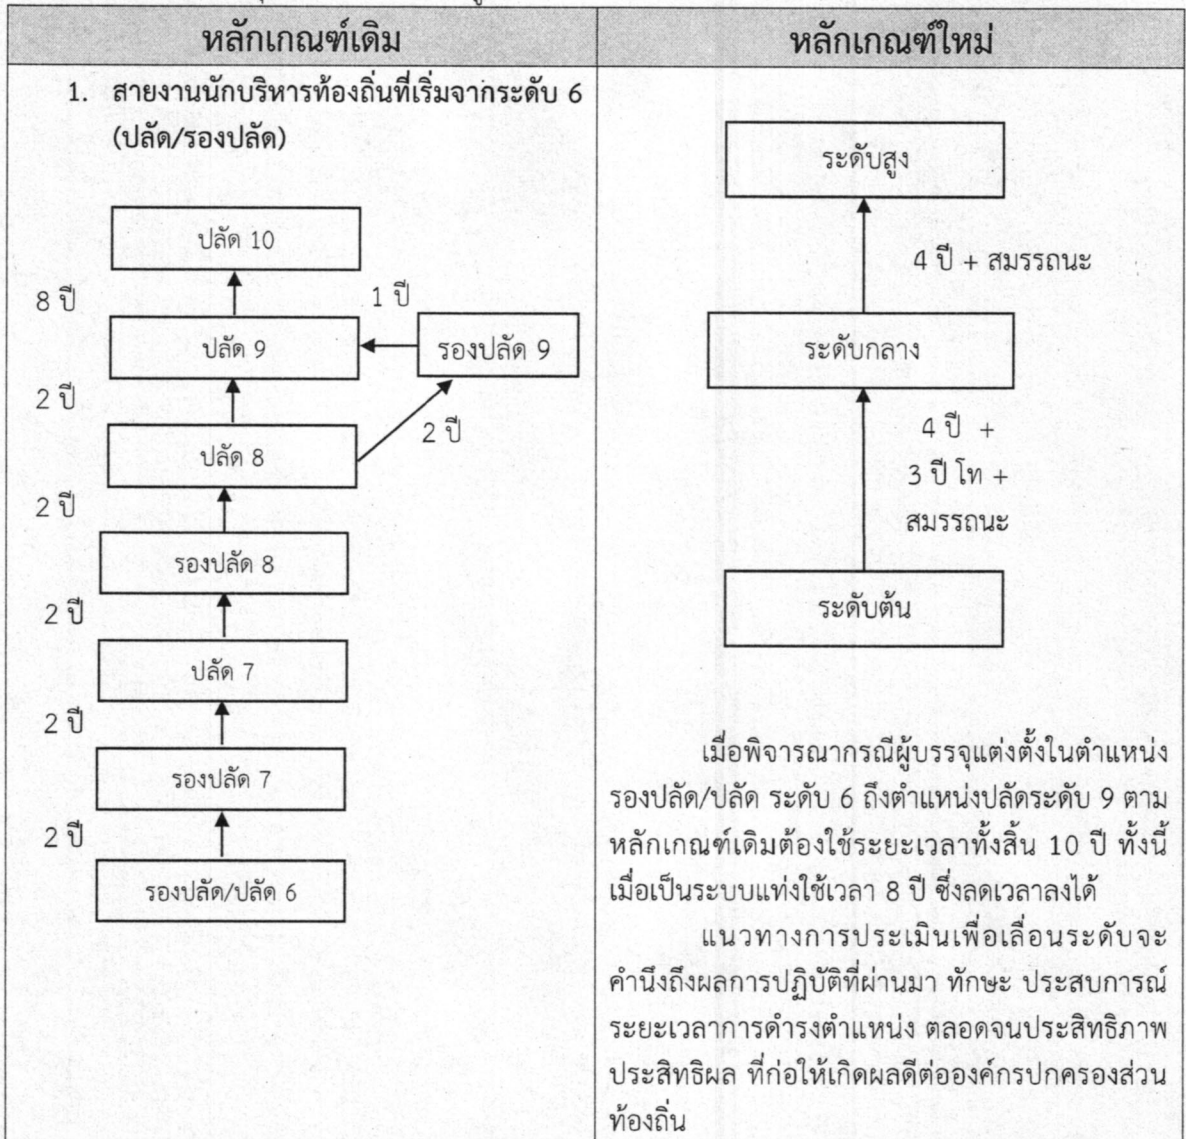 หลักเกณฑ์เดิม
หลักเกณฑ์ใหม่
1. สายงานนักบริหารท้องถิ่นที่เริ่มจากระดับ 6
(ปลัด/รองปลัด)
ปลัด 10
8 ปี
1 ปี
ปลัด 9
รองปลัด 9
2 ปี
2 ปี
ปลัด 8
2 ปี
รองปลัด 8
2 ปี
ปลัด 7
2 ปี
รองปลัด 7
2 ปี
รองปลัด/ปลัด 6
ระดับสูง
4 ปี + สมรรถนะ
ระดับกลาง
4 ปี +
3 ปี โท +
สมรรถนะ
ระดับต้น
เมื่อพิจารณากรณีผู้บรรจุแต่งตั้งในตำแหน่ง
รองปลัด/ปลัด ระดับ 6 ถึงตำแหน่งปลัดระดับ 9 ตาม
หลักเกณฑ์เดิมต้องใช้ระยะเวลาทั้งสิ้น 10 ปี ทั้งนี้
เมื่อเป็นระบบแท่งใช้เวลา 8 ปี ซึ่งลดเวลาลงได้
แนวทางการประเมินเพื่อเลื่อนระดับจะ
คำนึงถึงผลการปฏิบัติที่ผ่านมา ทักษะ ประสบการณ์
ระยะเวลาการดำรงตำแหน่ง ตลอดจนประสิทธิภาพ
ประสิทธิผล ที่ก่อให้เกิดผลดีต่อองค์กรปกครองส่วน
ท้องถิ่น